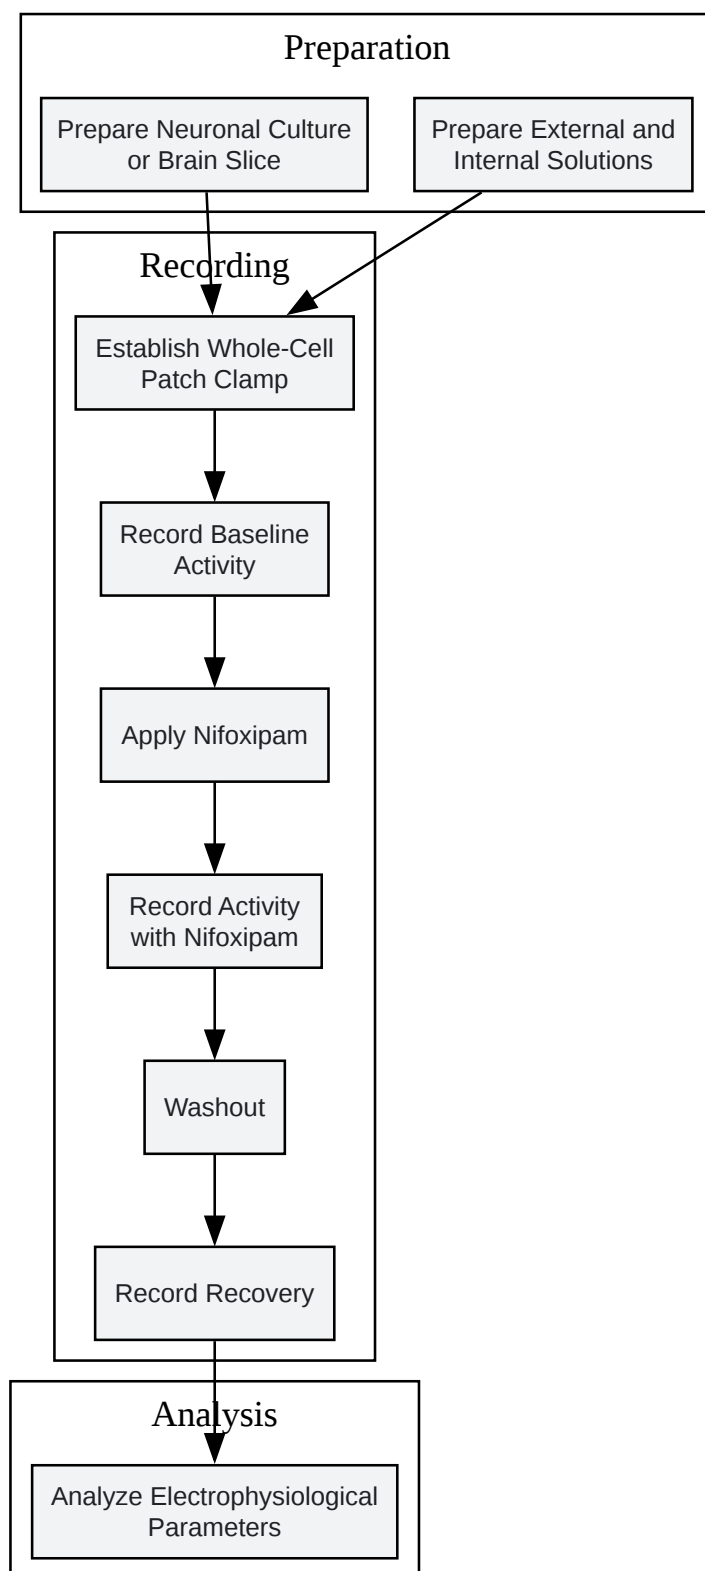 Preparation
Prepare Neuronal Culture
or Brain Slice
Prepare External and
Internal Solutions
Recording
Establish Whole-Cell
Patch Clamp
Record Baseline
Activity
Apply Nifoxipam
Record Activity
with Nifoxipam
Washout
Record Recovery
Analysis
Analyze Electrophysiological
Parameters